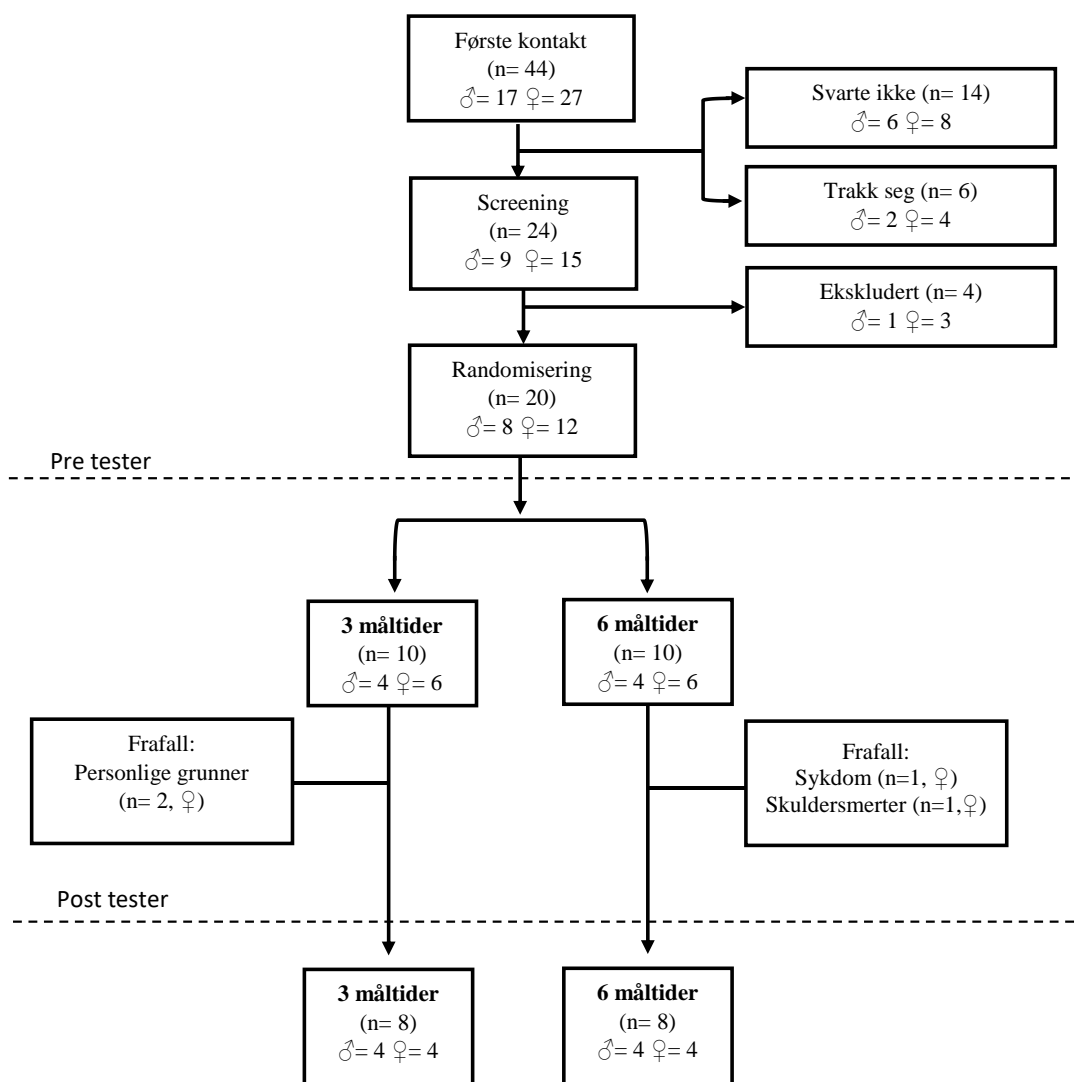 Første kontakt
(n= 44)
♂= 17 ♀= 27
Svarte ikke (n= 14)
♂= 6 ♀= 8
Trakk seg (n= 6)
♂= 2 ♀= 4
Screening
(n= 24)
♂= 9 ♀= 15
Ekskludert (n= 4)
♂= 1 ♀= 3
Randomisering
(n= 20)
♂= 8 ♀= 12
Pre tester
3 måltider
(n= 10)
♂= 4 ♀= 6
6 måltider
(n= 10)
♂= 4 ♀= 6
Frafall:
Personlige grunner
(n= 2, ♀)
Frafall:
Sykdom (n=1, ♀)
Skuldersmerter (n=1,♀)
Post tester
3 måltider
(n= 8)
♂= 4 ♀= 4
6 måltider
(n= 8)
♂= 4 ♀= 4